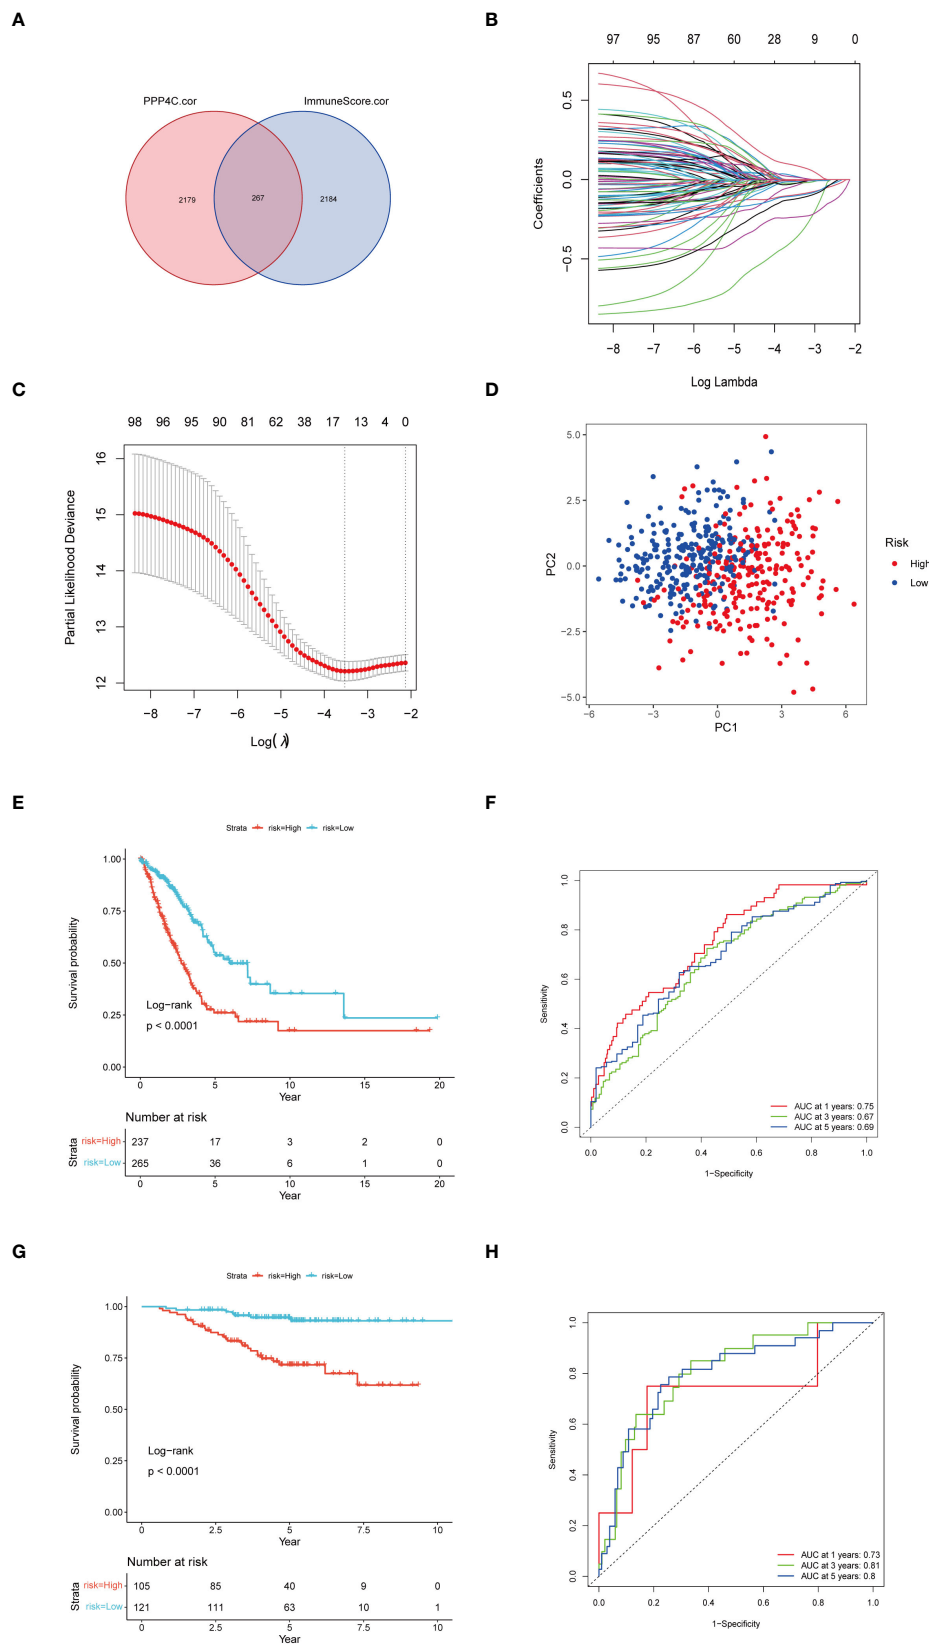 A
PPP4C.cor
ImmuneScore.cor
2179
267
2184
B
97 95 87 60 28 9 0
0.5
0.0
−0.5
Coefficients
−8 −7 −6 −5 −4 −3 −2
Log Lambda
C
98 96 95 90 81 62 38 17 13 4 0
16
15
14
13
12
Partial Likelihood Deviance
−8 −7 −6 −5 −4 −3 −2
Log(λ)
D
5.0
2.5
0.0
−2.5
−5.0
PC2
−6 −3 0 3 6
PC1
Risk
High
Low
E
Strata risk=High risk=Low
1.00
0.75
0.50
0.25
0.00
Survival probability
Log−rank
p < 0.0001
0 5 10 15 20
Year
Number at risk
Strata
risk=High 237 17 3 2 0
risk=Low 265 36 6 1 0
0 5 10 15 20
Year
F
1.0
0.8
0.6
0.4
0.2
0.0
Sensitivity
AUC at 1 years: 0.75
AUC at 3 years: 0.67
AUC at 5 years: 0.69
0.0 0.2 0.4 0.6 0.8 1.0
1−Specificity
G
Strata risk=High risk=Low
1.00
0.75
0.50
0.25
0.00
Survival probability
Log−rank
p < 0.0001
0 2.5 5 7.5 10
Year
Number at risk
Strata
risk=High 105 85 40 9 0
risk=Low 121 111 63 10 1
0 2.5 5 7.5 10
Year
H
1.0
0.8
0.6
0.4
0.2
0.0
Sensitivity
AUC at 1 years: 0.73
AUC at 3 years: 0.81
AUC at 5 years: 0.8
0.0 0.2 0.4 0.6 0.8 1.0
1−Specificity